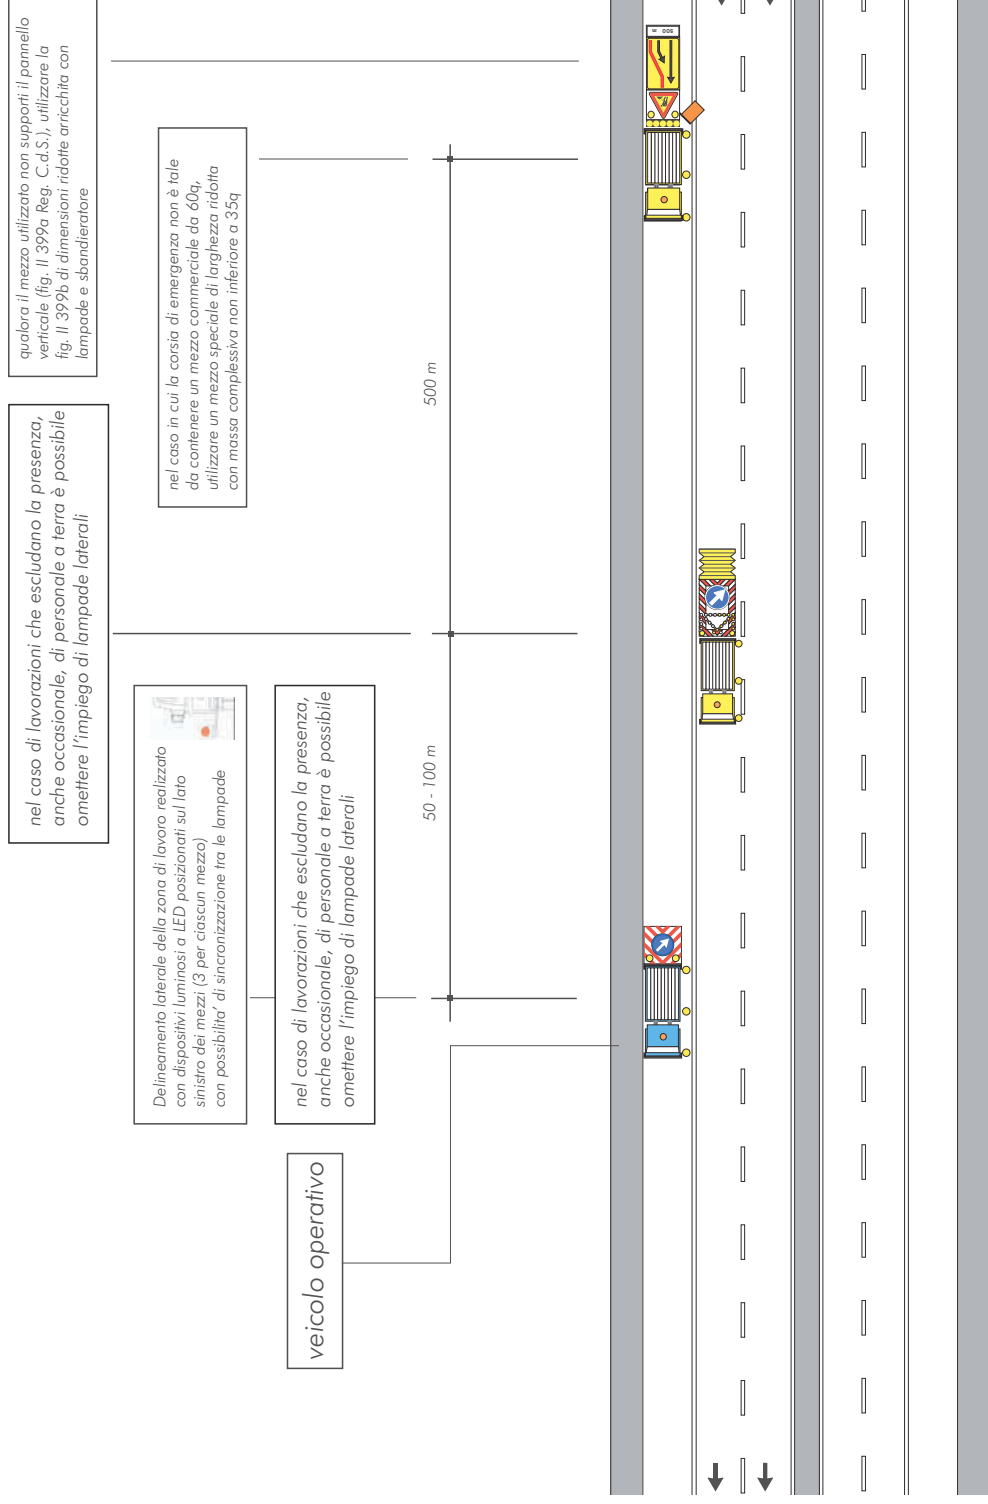 qualora il mezzo utilizzato non supporti il pannello
verticale (fig. II 399a Reg. C.d.S.), utilizzare la
fig. II 399b di dimensioni ridotte arricchita con
lampade e sbandieratore
nel caso in cui la corsia di emergenza non è tale
da contenere un mezzo commerciale da 60q,
utilizzare un mezzo speciale di larghezza ridotta
con massa complessiva non inferiore a 35q
nel caso di lavorazioni che escludano la presenza,
anche occasionale, di personale a terra è possibile
omettere l'impiego di lampade laterali
Delineamento laterale della zona di lavoro realizzato
con dispositivi luminosi a LED posizionati sul lato
sinistro dei mezzi (3 per ciascun mezzo)
con possibilita' di sincronizzazione tra le lampade
nel caso di lavorazioni che escludano la presenza,
anche occasionale, di personale a terra è possibile
omettere l'impiego di lampade laterali
veicolo operativo
500 m
50 - 100 m
500 m